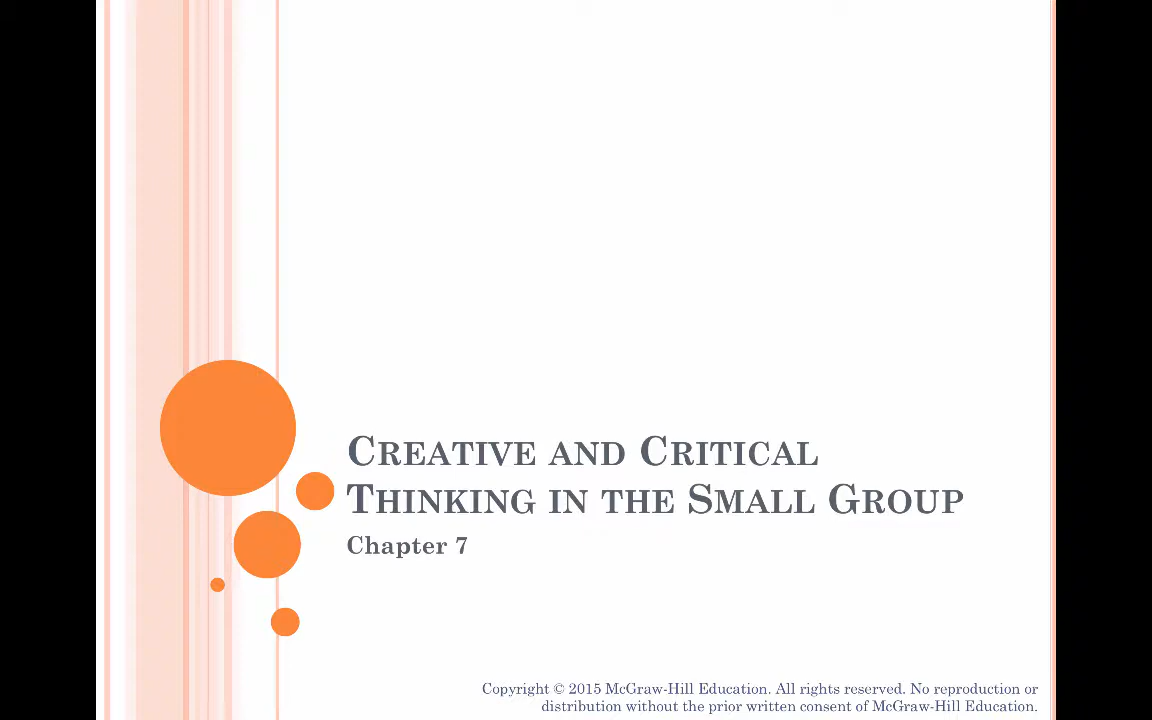 Creative and Critical
Thinking in the Small Group
Chapter 7
Copyright © 2015 McGraw-Hill Education. All rights reserved. No reproduction or
distribution without the prior written consent of McGraw-Hill Education.